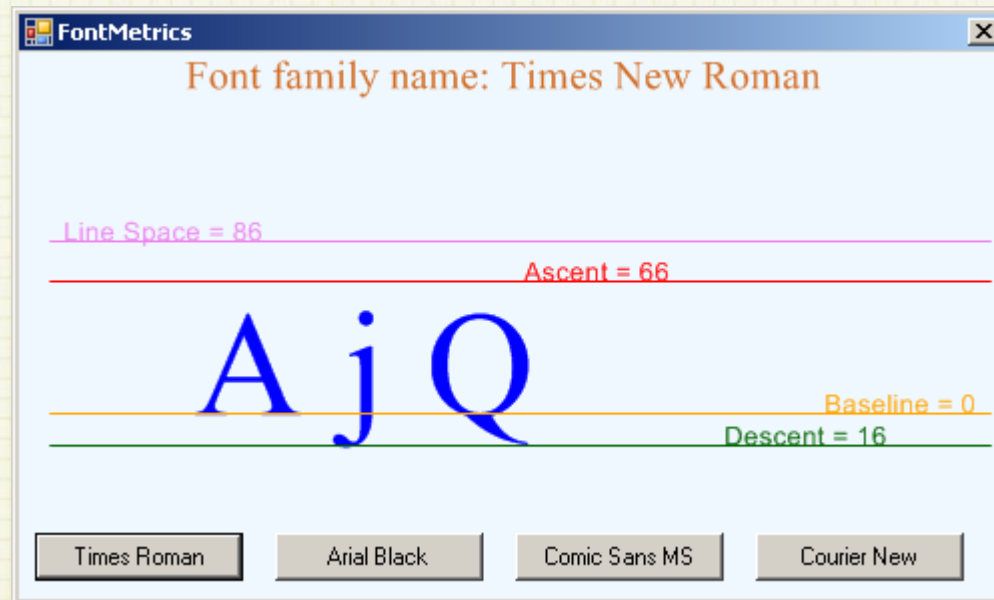 FontMetrics
Font family name: Times New Roman
Line Space = 86
Ascent = 66
A j Q
Baseline = 0
Descent = 16
Times Roman Arial Black Comic Sans MS Courier New